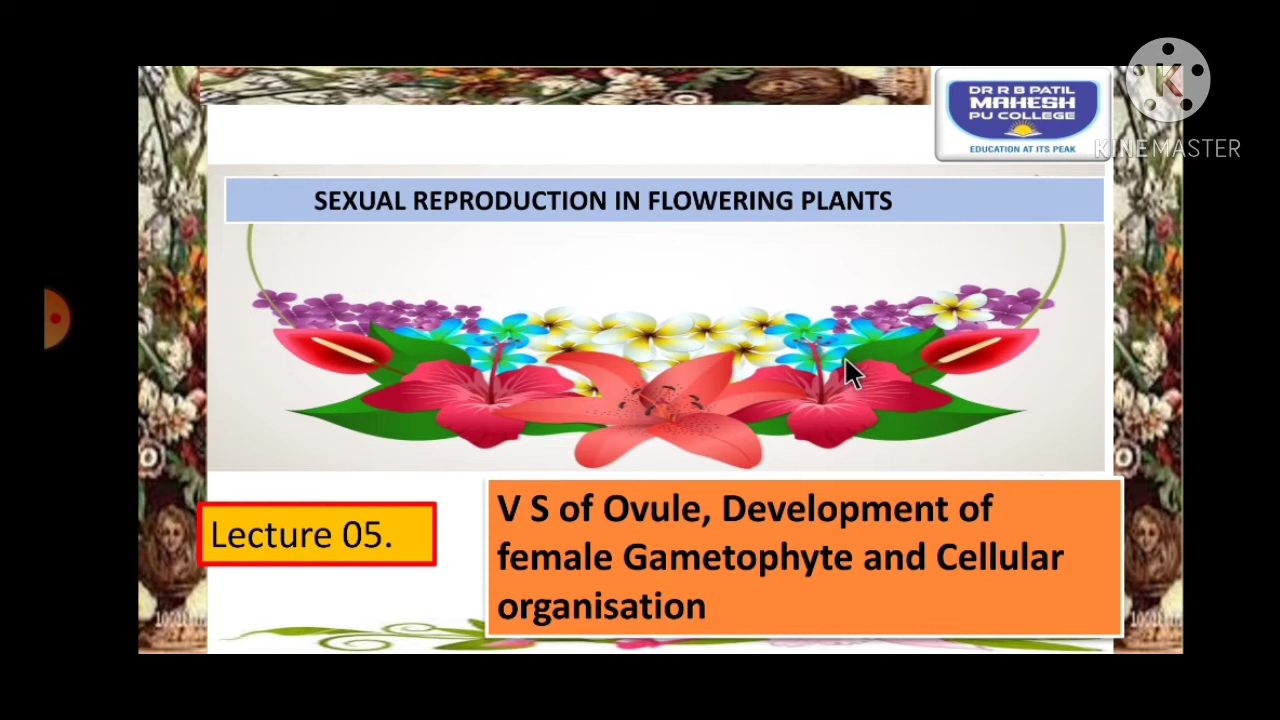 DR R B PATIL
MAHESH
PU COLLEGE
EDUCATION AT ITS PEAK
K
KINEMASTER
SEXUAL REPRODUCTION IN FLOWERING PLANTS
Lecture 05.
V S of Ovule, Development of
female Gametophyte and Cellular
organisation